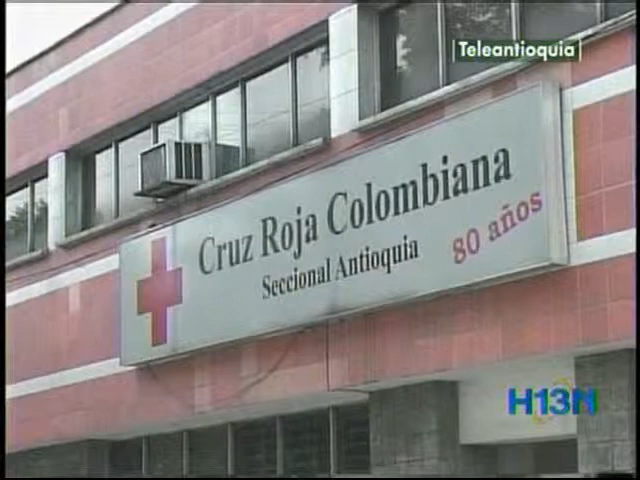 Teleantioquia
Cruz Roja Colombiana
Seccional Antioquia
80 años
H13N